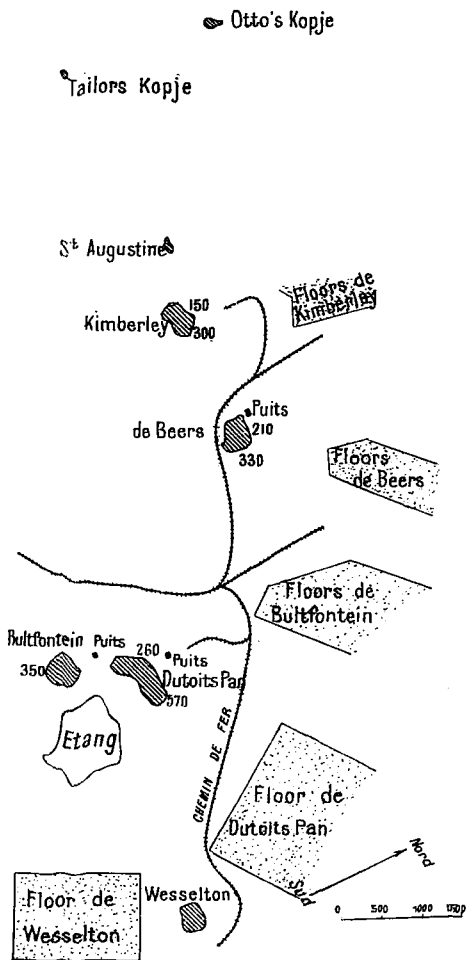 Otto's Kopje
Tailors Kopje
St Augustine
Floors de
Kimberley
150
Kimberley
300
Puits
de Beers
210
330
Floors
de Beers
Floors de
Bultfontein
Bultfontein Puits
260
Puits
350
Dutoits Pan
570
Etang
CHEMIN DE FER
Floor de
Dutoits Pan
Nord
Sud
Wesselton
Floor de
Wesselton
0 500 1000 1500